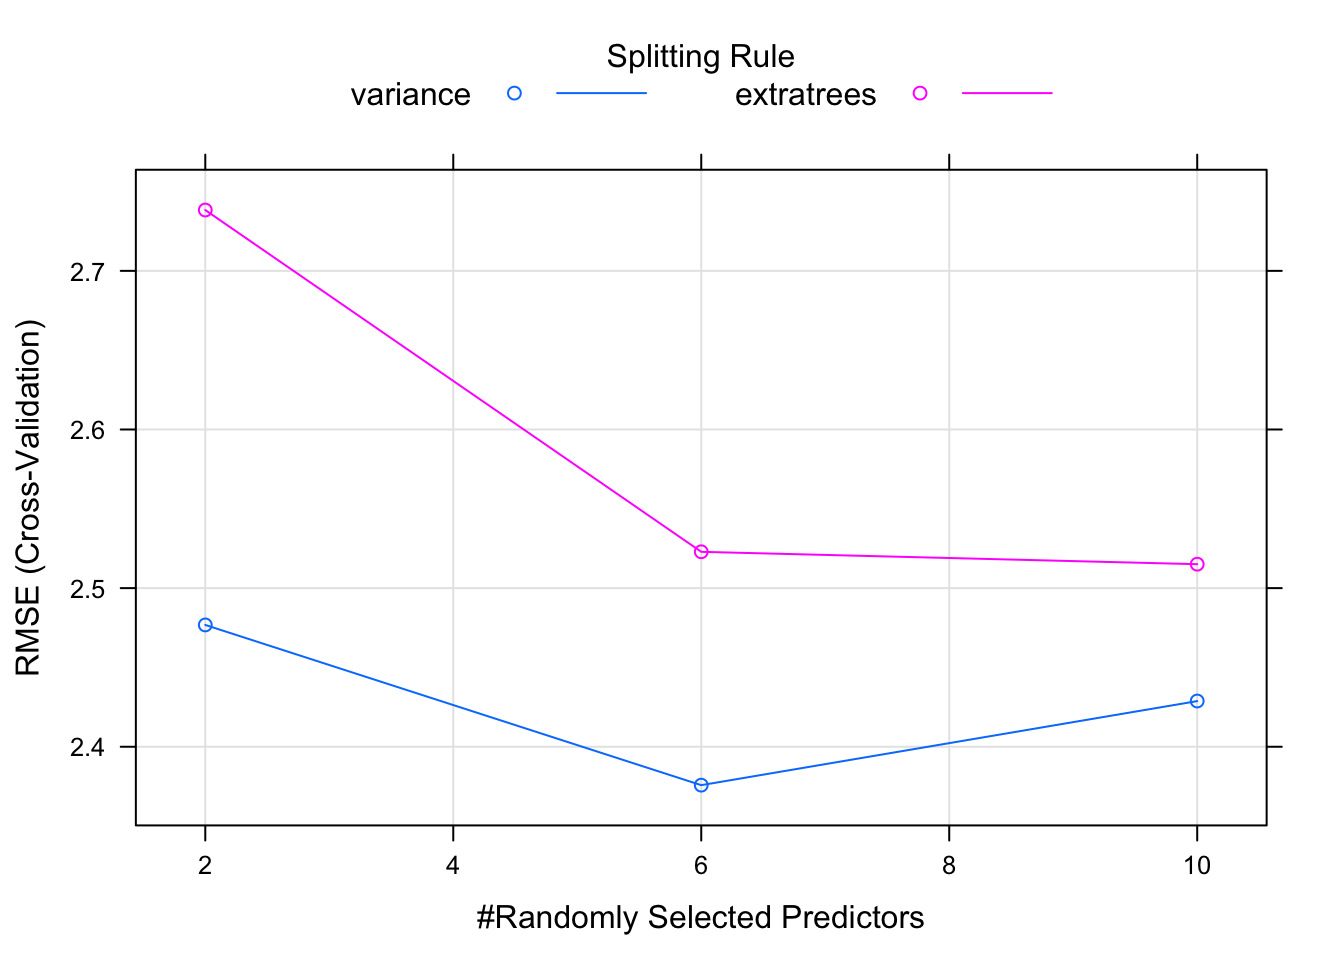 Splitting Rule
variance extratrees
2.7
2.6
2.5
2.4
RMSE (Cross-Validation)
2 4 6 8 10
#Randomly Selected Predictors